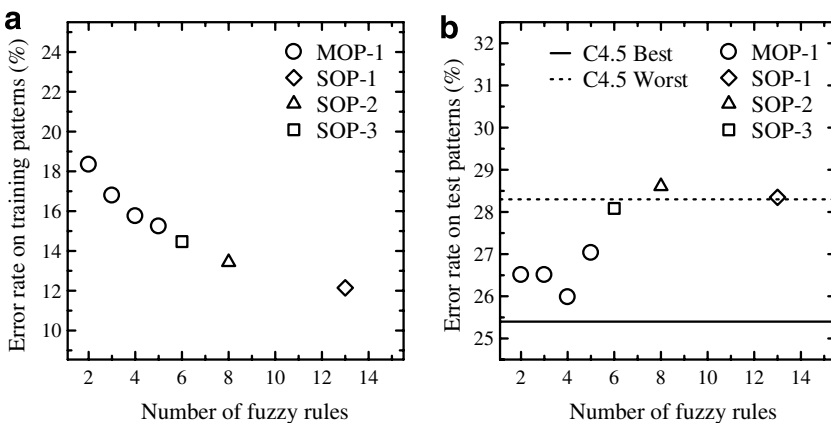 a
Error rate on training patterns (%)
24
22
20
18
16
14
12
10
2 4 6 8 10 12 14
Number of fuzzy rules
MOP-1
SOP-1
SOP-2
SOP-3
b
Error rate on test patterns (%)
32
31
29
28
27
26
25
2 4 6 8 10 12 14
Number of fuzzy rules
C4.5 Best
C4.5 Worst
MOP-1
SOP-1
SOP-2
SOP-3